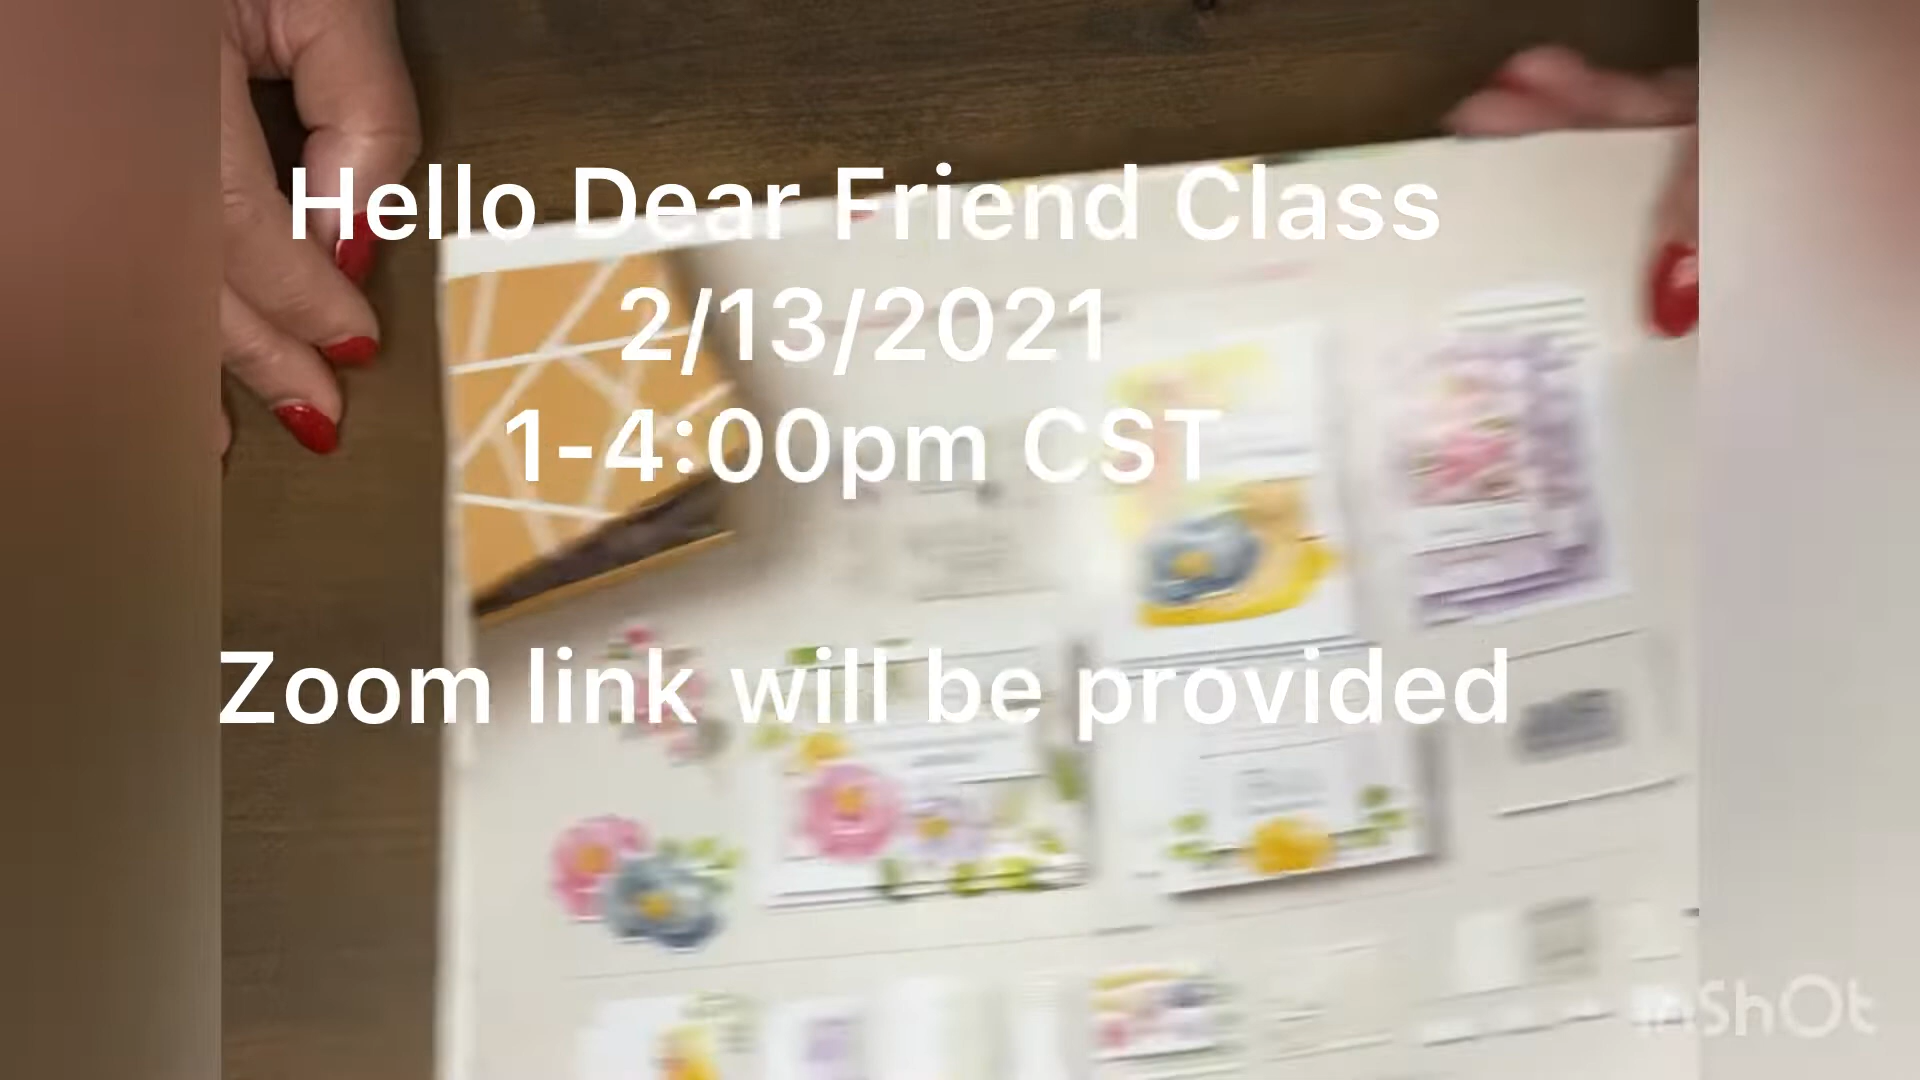 Hello Dear Friend Class
2/13/2021
1-4:00pm CST
Zoom link will be provided
InShOt